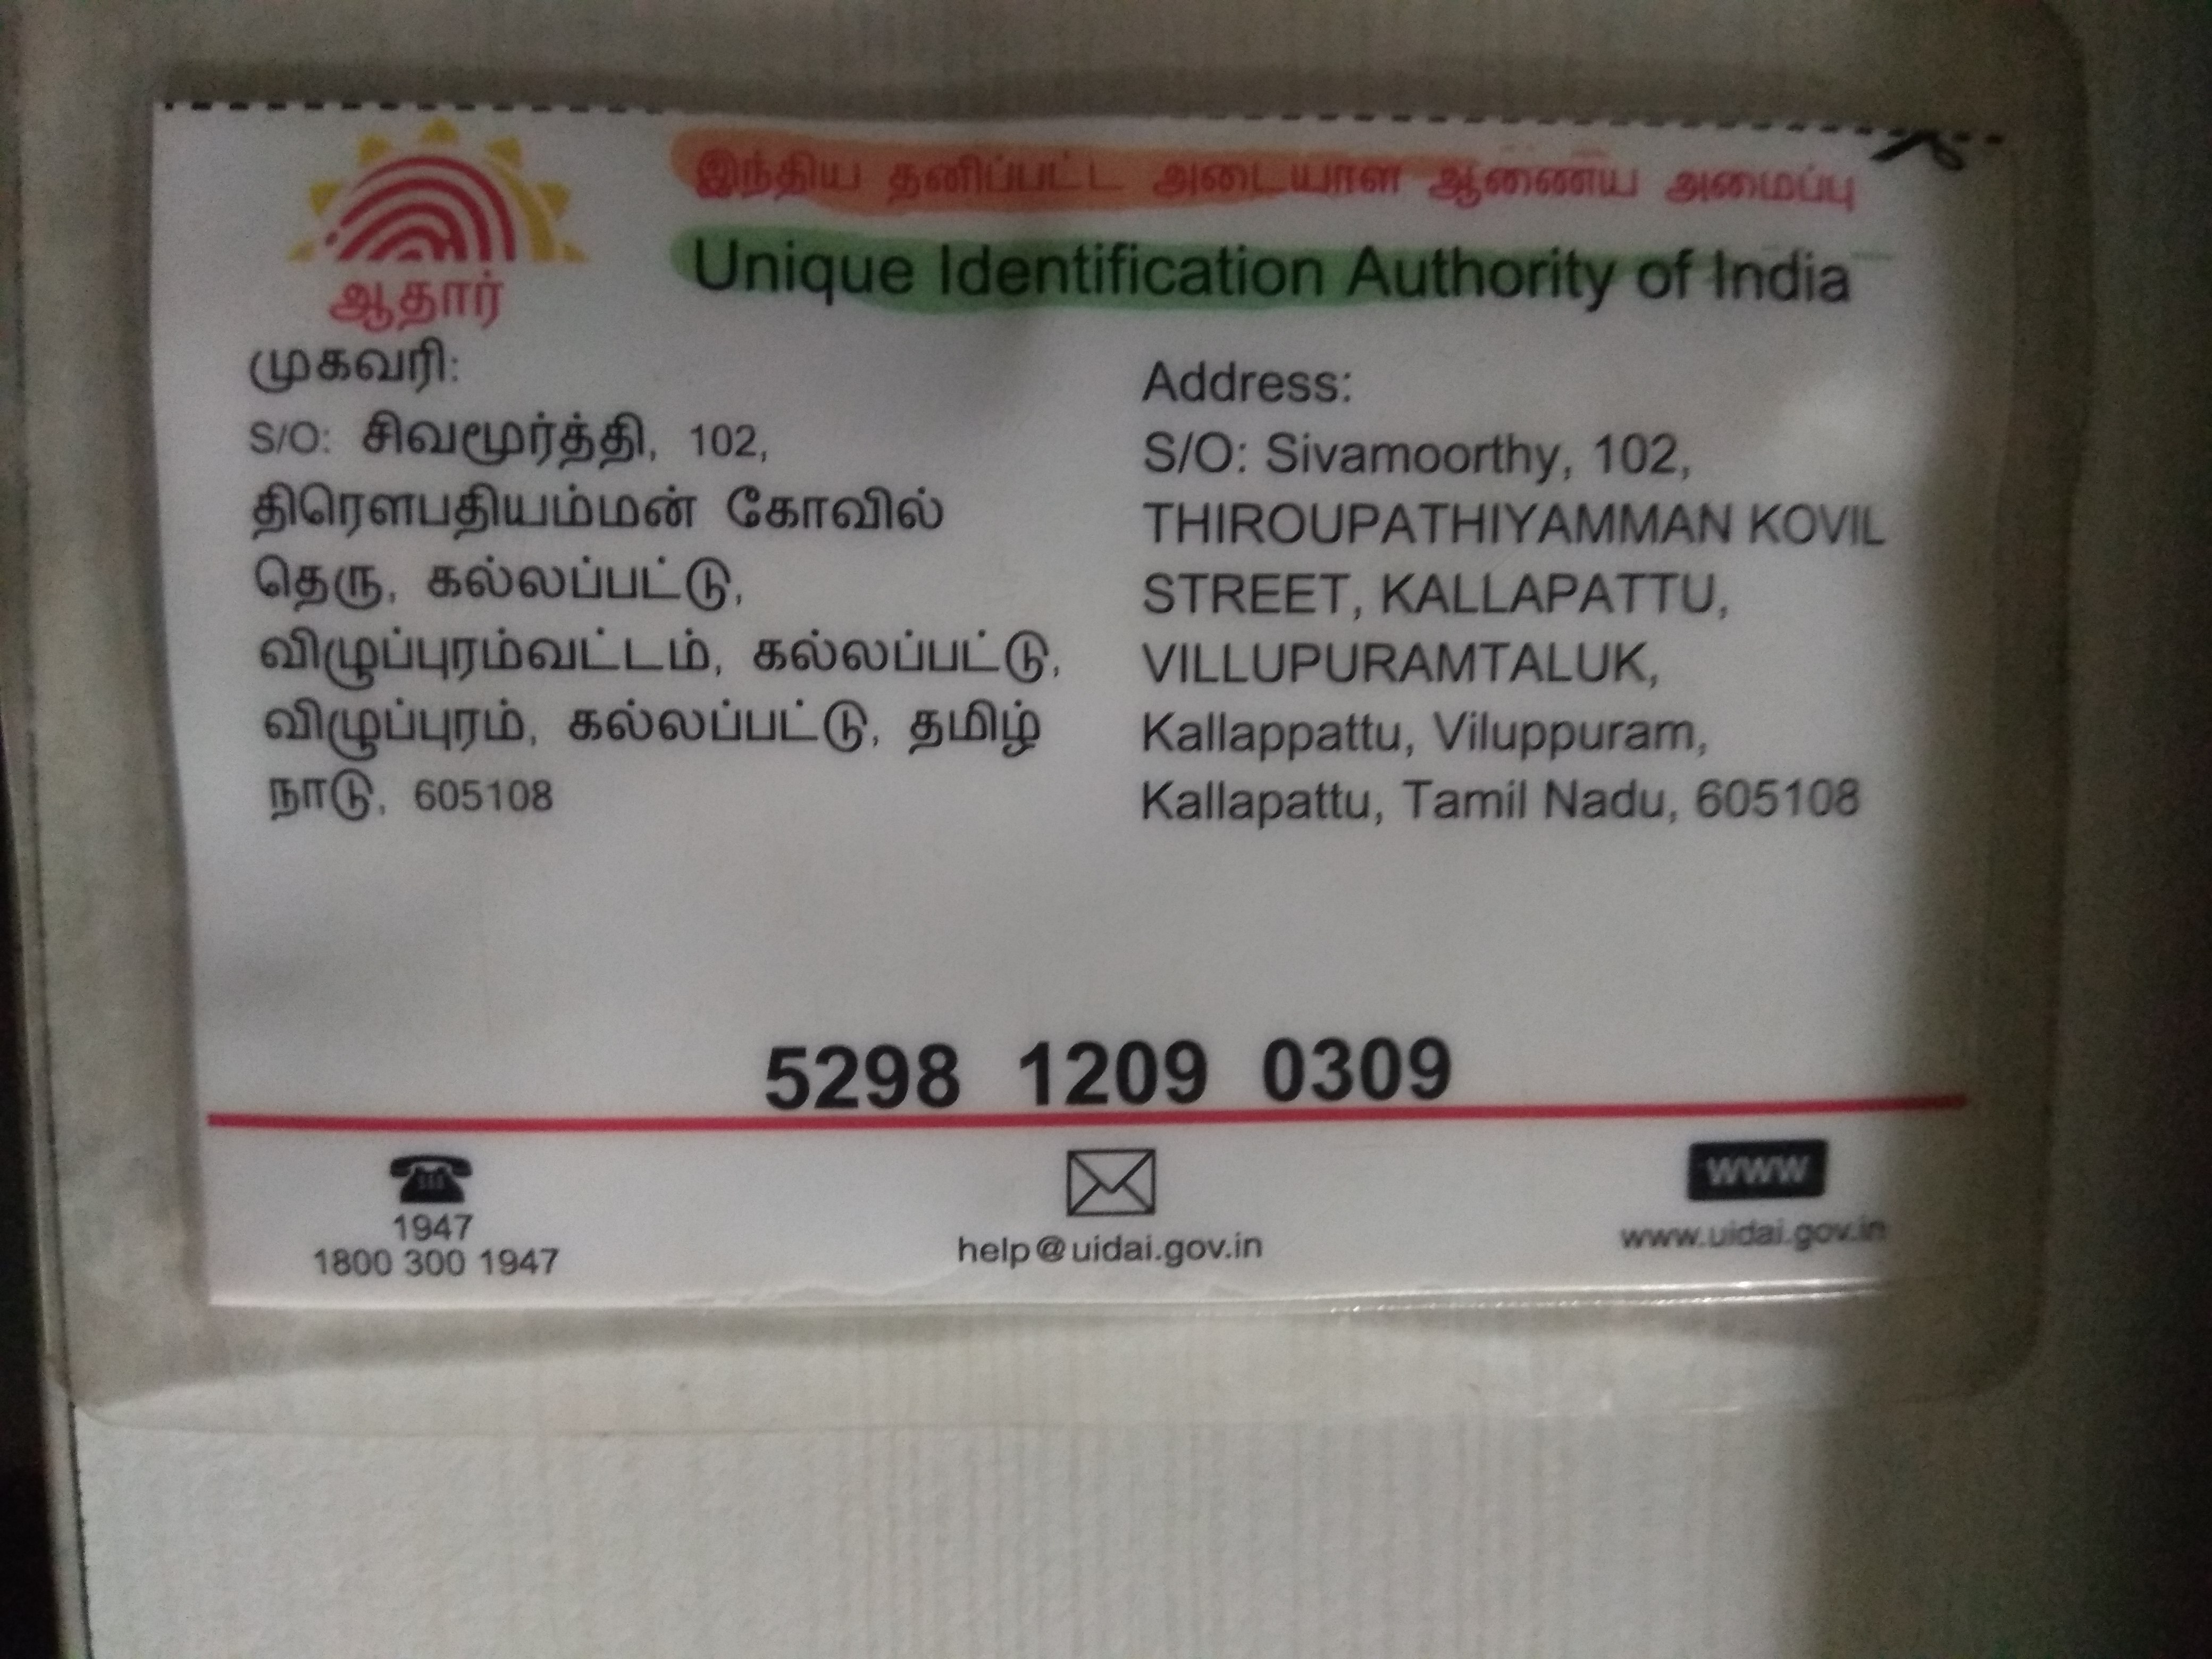 இந்திய தனிப்பட்ட அடையாள ஆணைய அமைப்பு
Unique Identification Authority of India
ஆதார்
முகவரி:
S/O: சிவமூர்த்தி, 102,
திரௌபதியம்மன் கோவில்
தெரு, கல்லப்பட்டு,
விழுப்புரம்வட்டம், கல்லப்பட்டு,
விழுப்புரம், கல்லப்பட்டு, தமிழ்
நாடு, 605108
Address:
S/O: Sivamoorthy, 102,
THIROUPATHIYAMMAN KOVIL
STREET, KALLAPATTU,
VILLUPURAMTALUK,
Kallappattu, Viluppuram,
Kallapattu, Tamil Nadu, 605108
5298 1209 0309
1947
1800 300 1947
help@uidai.gov.in
www
www.uidai.gov.in